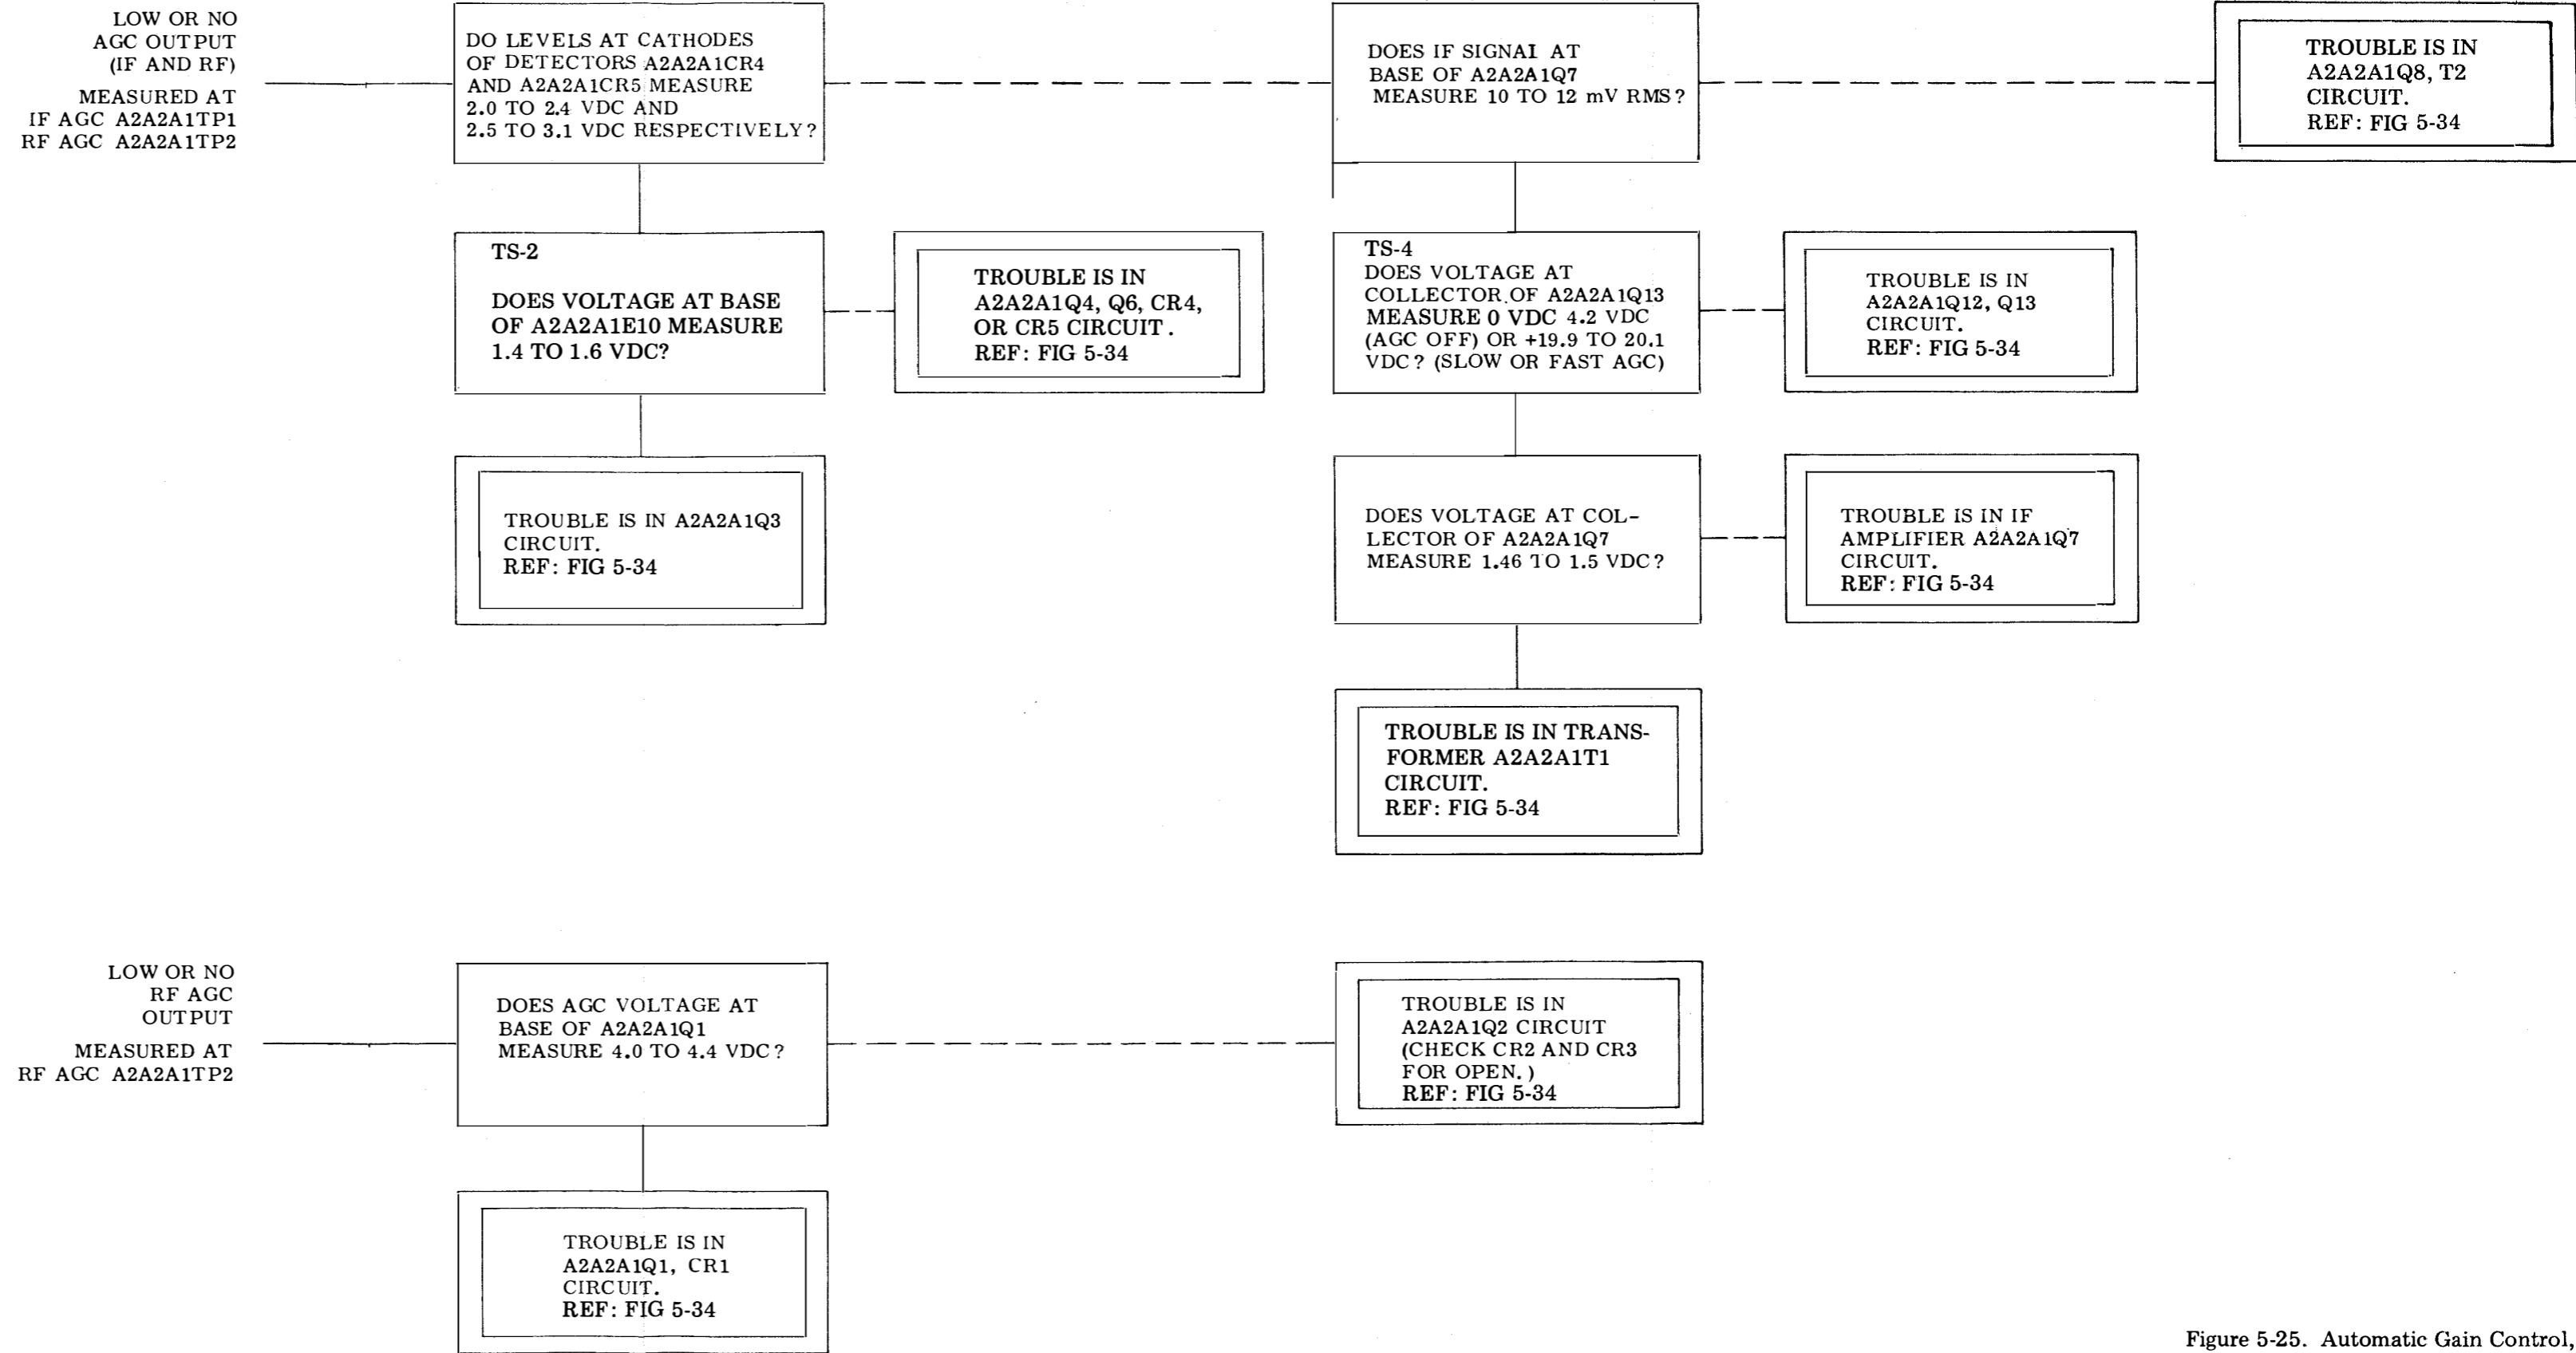 LOW OR NO
AGC OUTPUT
(IF AND RF)
MEASURED AT
IF AGC A2A2A1TP1
RF AGC A2A2A1TP2
DO LEVELS AT CATHODES
OF DETECTORS A2A2A1CR4
AND A2A2A1CR5 MEASURE
2.0 TO 2.4 VDC AND
2.5 TO 3.1 VDC RESPECTIVELY?
DOES IF SIGNAL AT
BASE OF A2A2A1Q7
MEASURE 10 TO 12 mV RMS?
TROUBLE IS IN
A2A2A1Q8, T2
CIRCUIT.
REF: FIG 5-34
TS-2
DOES VOLTAGE AT BASE
OF A2A2A1E10 MEASURE
1.4 TO 1.6 VDC?
TROUBLE IS IN
A2A2A1Q4, Q6, CR4,
OR CR5 CIRCUIT.
REF: FIG 5-34
TS-4
DOES VOLTAGE AT
COLLECTOR OF A2A2A1Q13
MEASURE 0 VDC 4.2 VDC
(AGC OFF) OR +19.9 TO 20.1
VDC? (SLOW OR FAST AGC)
TROUBLE IS IN
A2A2A1Q12, Q13
CIRCUIT.
REF: FIG 5-34
TROUBLE IS IN A2A2A1Q3
CIRCUIT.
REF: FIG 5-34
DOES VOLTAGE AT COL-
LECTOR OF A2A2A1Q7
MEASURE 1.46 TO 1.5 VDC?
TROUBLE IS IN IF
AMPLIFIER A2A2A1Q7
CIRCUIT.
REF: FIG 5-34
TROUBLE IS IN TRANS-
FORMER A2A2A1T1
CIRCUIT.
REF: FIG 5-34
LOW OR NO
RF AGC
OUTPUT
MEASURED AT
RF AGC A2A2A1TP2
DOES AGC VOLTAGE AT
BASE OF A2A2A1Q1
MEASURE 4.0 TO 4.4 VDC?
TROUBLE IS IN
A2A2A1Q2 CIRCUIT
(CHECK CR2 AND CR3
FOR OPEN.)
REF: FIG 5-34
TROUBLE IS IN
A2A2A1Q1, CR1
CIRCUIT.
REF: FIG 5-34
Figure 5-25. Automatic Gain Control,